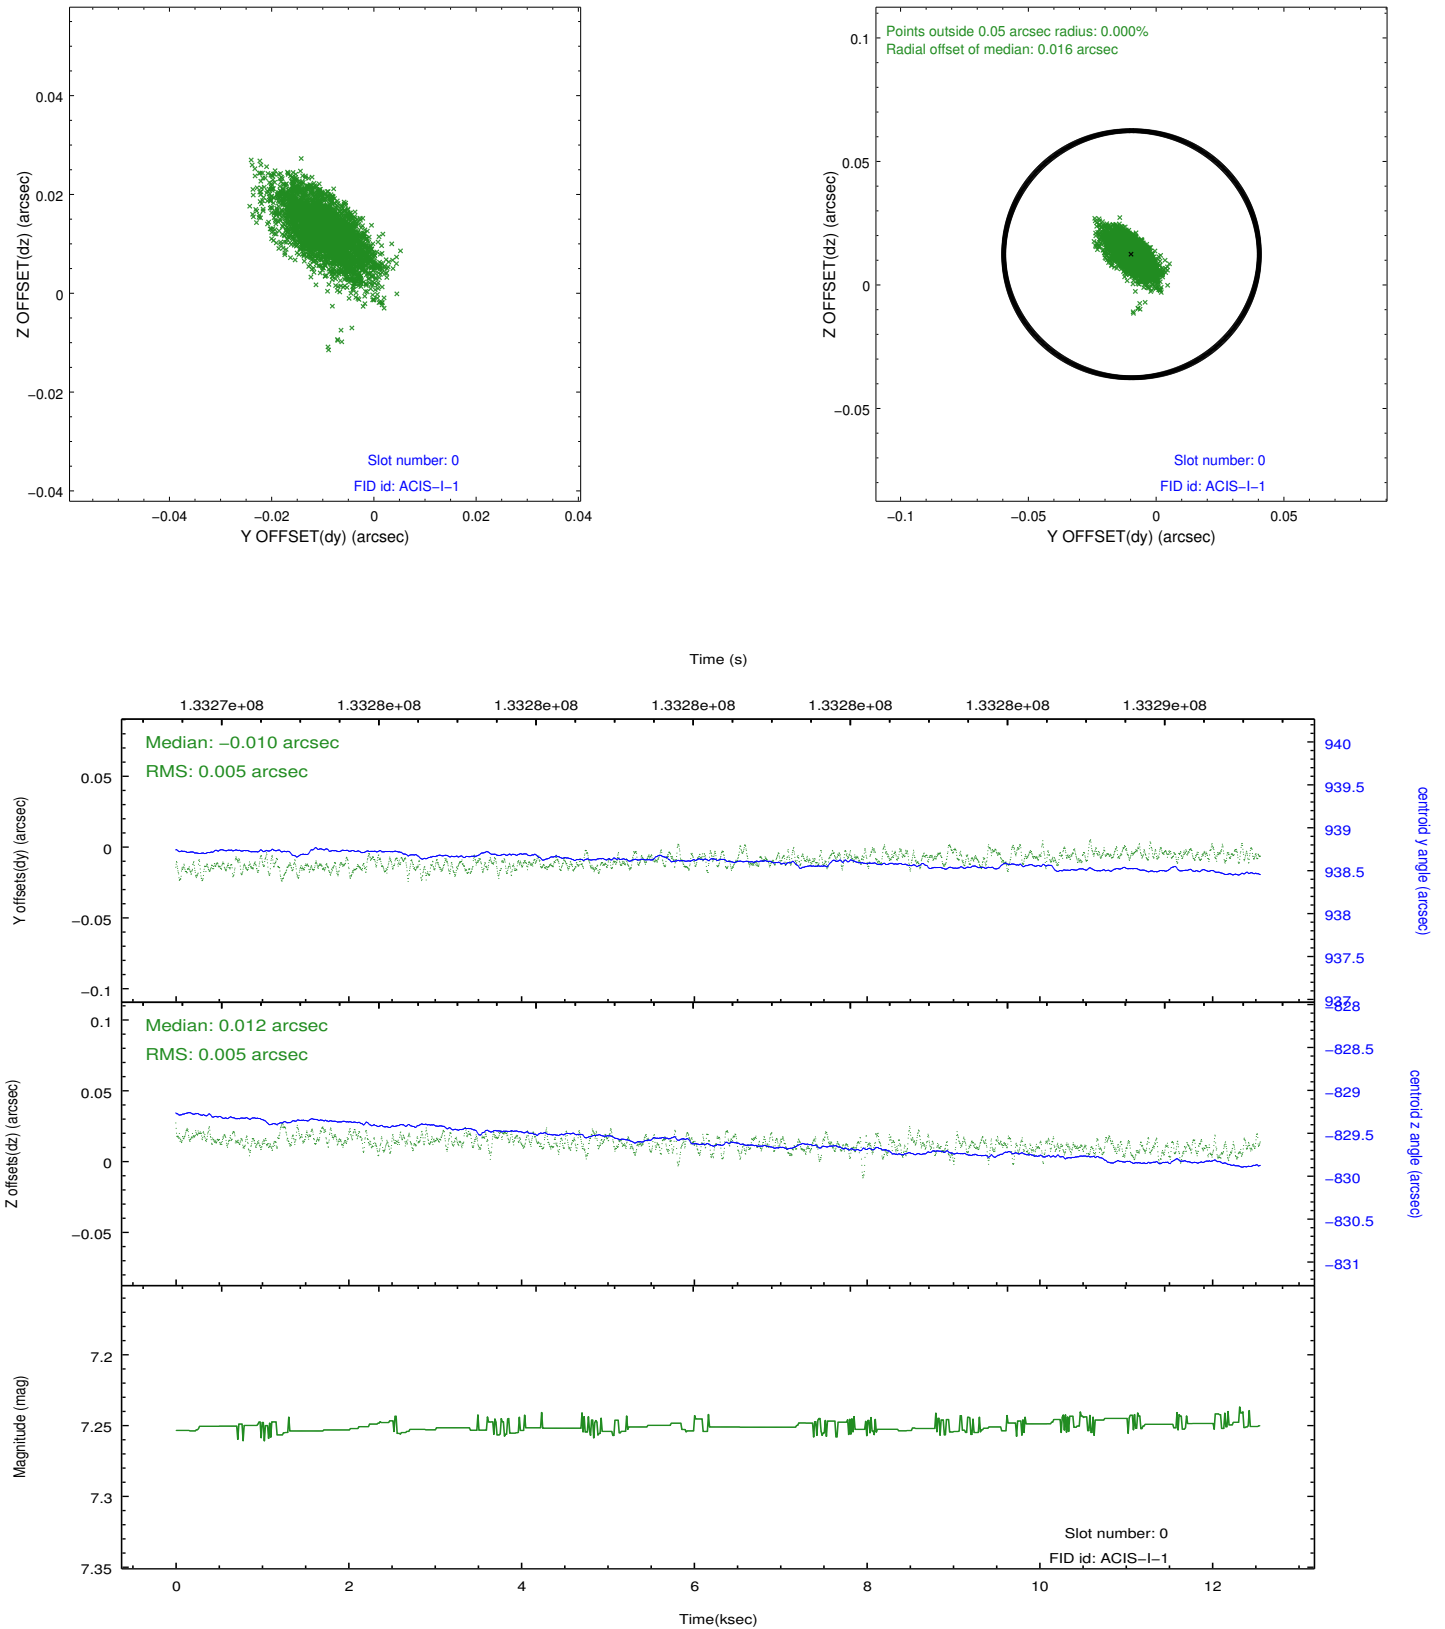 0.04
0.02
0
−0.02
−0.04
Z OFFSET(dz) (arcsec)
Slot number: 0
FID id: ACIS−I−1
−0.04
−0.02
0
0.02
0.04
Y OFFSET(dy) (arcsec)
Points outside 0.05 arcsec radius: 0.000%
Radial offset of median: 0.016 arcsec
0.1
0.05
0
−0.05
Z OFFSET(dz) (arcsec)
Slot number: 0
FID id: ACIS−I−1
−0.1
−0.05
0
0.05
Y OFFSET(dy) (arcsec)
Time (s)
1.3327e+08
1.3328e+08
1.3328e+08
1.3328e+08
1.3328e+08
1.3328e+08
1.3329e+08
Median: −0.010 arcsec
RMS: 0.005 arcsec
0.05
0
−0.05
−0.1
Y offsets(dy) (arcsec)
940
939.5
939
938.5
938
937.5
937
centroid y angle (arcsec)
Median: 0.012 arcsec
RMS: 0.005 arcsec
0.1
0.05
0
−0.05
Z offsets(dz) (arcsec)
−828
−828.5
−829
−829.5
−830
−830.5
−831
centroid z angle (arcsec)
7.2
7.25
7.3
7.35
Magnitude (mag)
Slot number: 0
FID id: ACIS−I−1
0
2
4
6
8
10
12
Time(ksec)